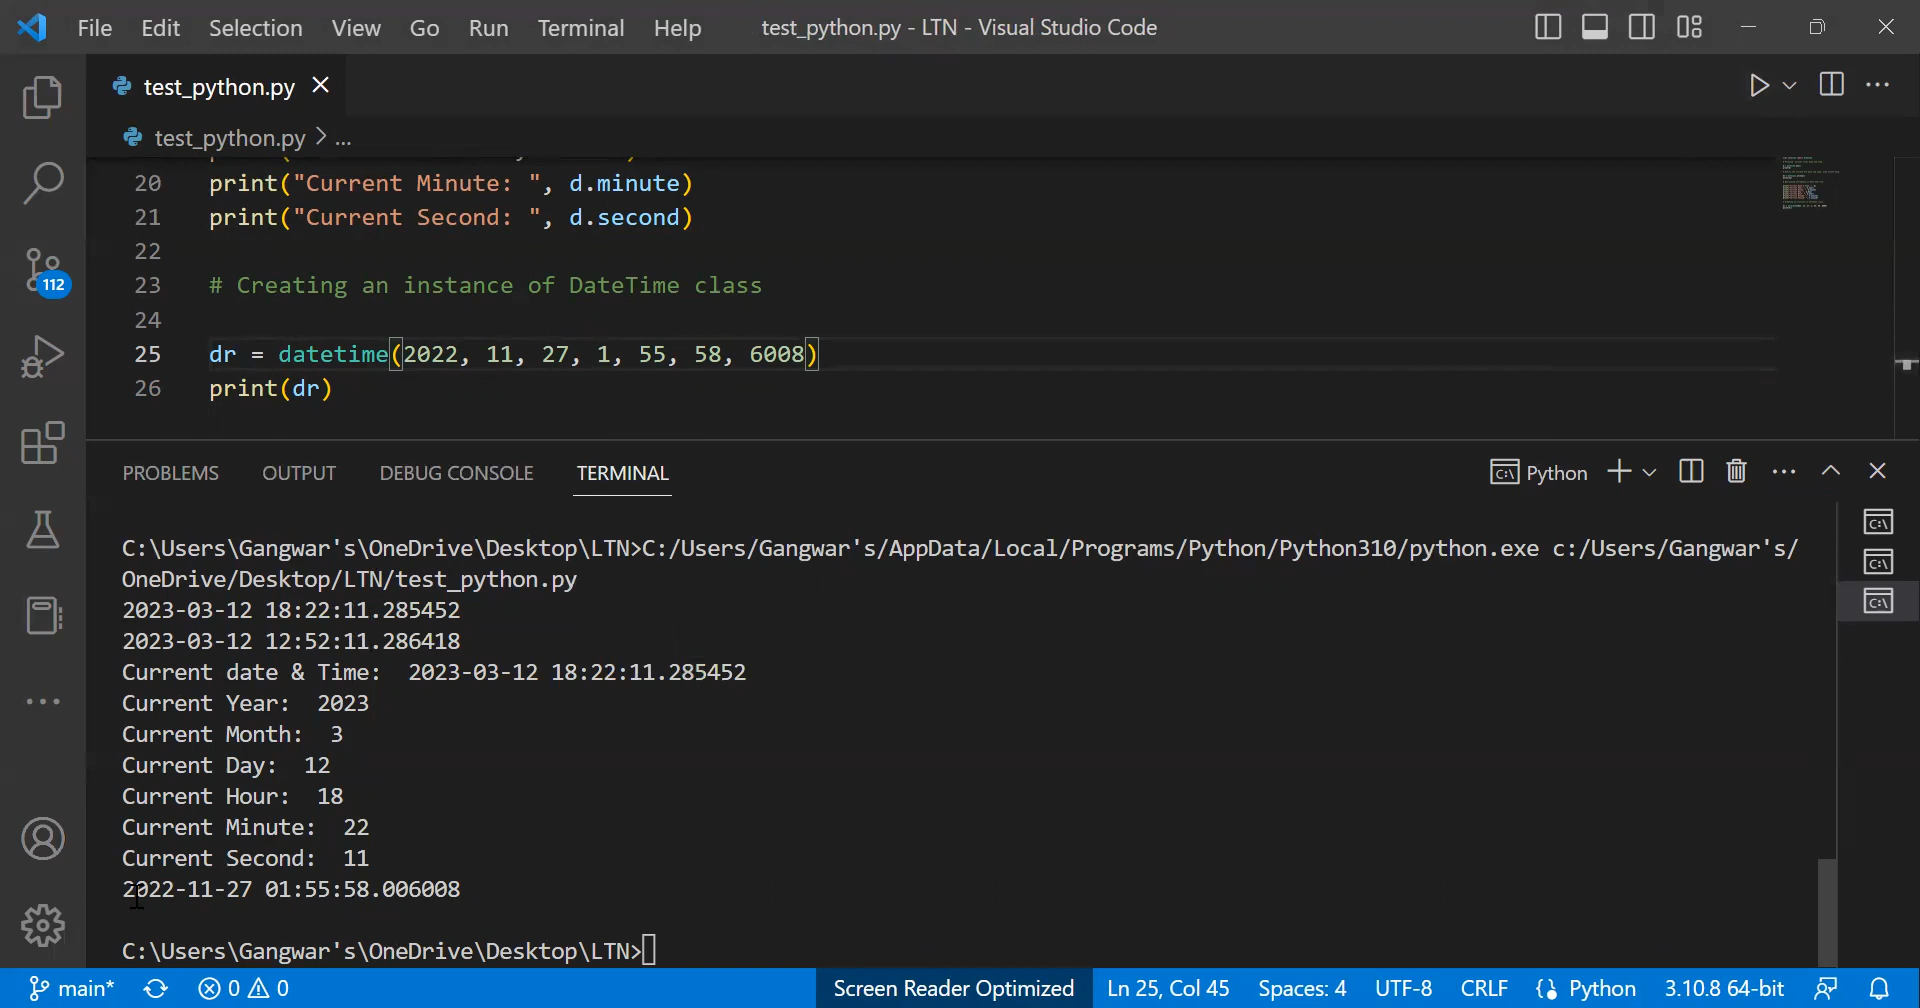 File Edit Selection View Go Run Terminal Help test_python.py - LTN - Visual Studio Code
test_python.py
test_python.py > ...
20 print("Current Minute: ", d.minute)
21 print("Current Second: ", d.second)
22
23 # Creating an instance of DateTime class
24
25 dr = datetime(2022, 11, 27, 1, 55, 58, 6008)
26 print(dr)
112
PROBLEMS OUTPUT DEBUG CONSOLE TERMINAL Python
C:\Users\Gangwar's\OneDrive\Desktop\LTN>C:/Users/Gangwar's/AppData/Local/Programs/Python/Python310/python.exe c:/Users/Gangwar's/
OneDrive/Desktop/LTN/test_python.py
2023-03-12 18:22:11.285452
2023-03-12 12:52:11.286418
Current date & Time:  2023-03-12 18:22:11.285452
Current Year:  2023
Current Month:  3
Current Day:  12
Current Hour:  18
Current Minute:  22
Current Second:  11
2022-11-27 01:55:58.006008
C:\Users\Gangwar's\OneDrive\Desktop\LTN>
main* 0 0 Screen Reader Optimized Ln 25, Col 45 Spaces: 4 UTF-8 CRLF Python 3.10.8 64-bit